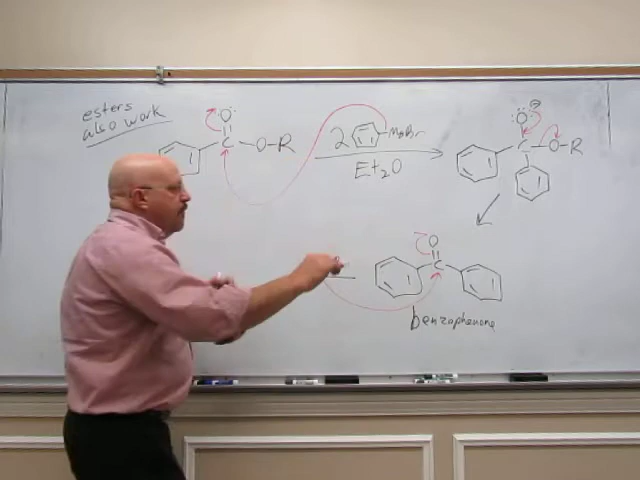 esters
also work
:O:
C
O-R
2
MgBr
Et2O
:O:
C
O-R
O
C
benzophenone